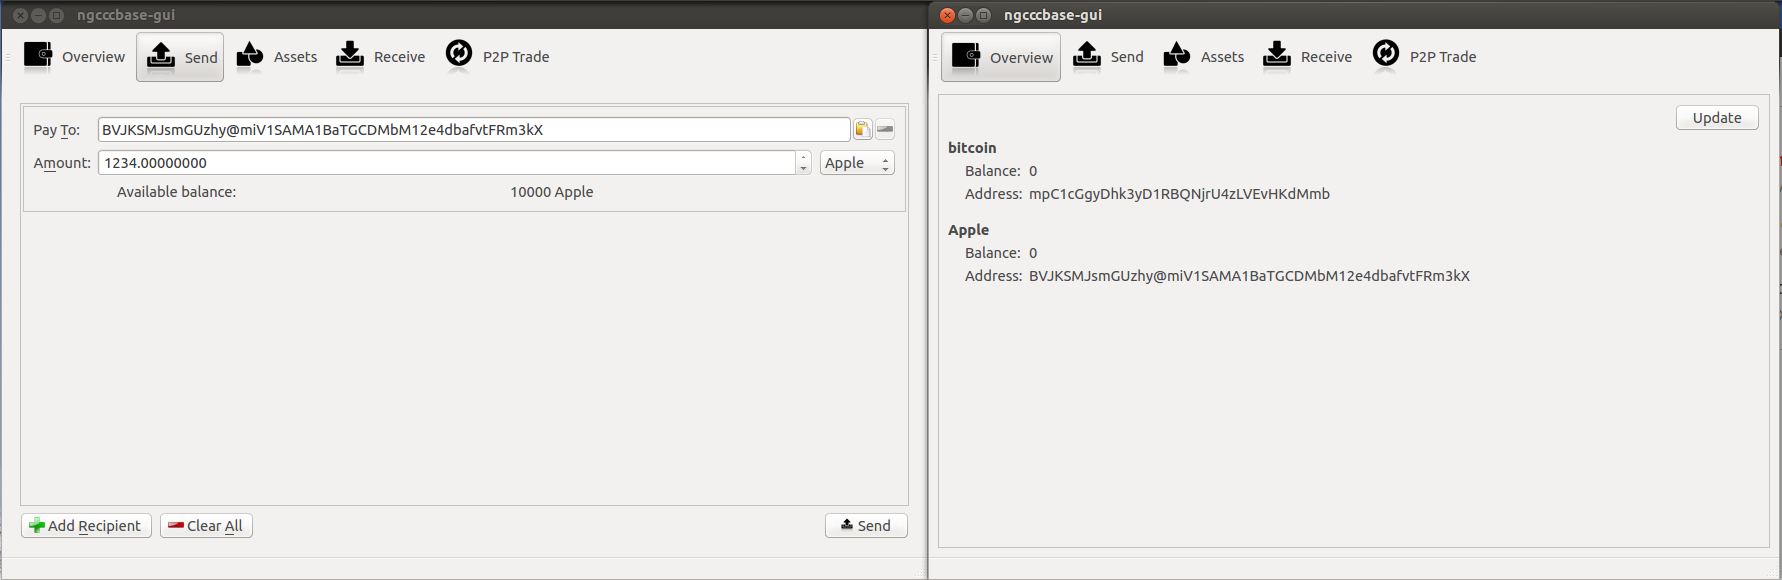 ngcccbase-gui
Overview Send Assets Receive P2P Trade
Pay To: BVJKSMJsmGUzhy@miV1SAMA1BaTGCDMbM12e4dbafvtFRm3kX
Amount: 1234.00000000 Apple
Available balance: 10000 Apple
Add Recipient Clear All Send
ngcccbase-gui
Overview Send Assets Receive P2P Trade
Update
bitcoin
Balance: 0
Address: mpC1cGgyDhk3yD1RBQNjrU4zLVEvHKdMmb
Apple
Balance: 0
Address: BVJKSMJsmGUzhy@miV1SAMA1BaTGCDMbM12e4dbafvtFRm3kX